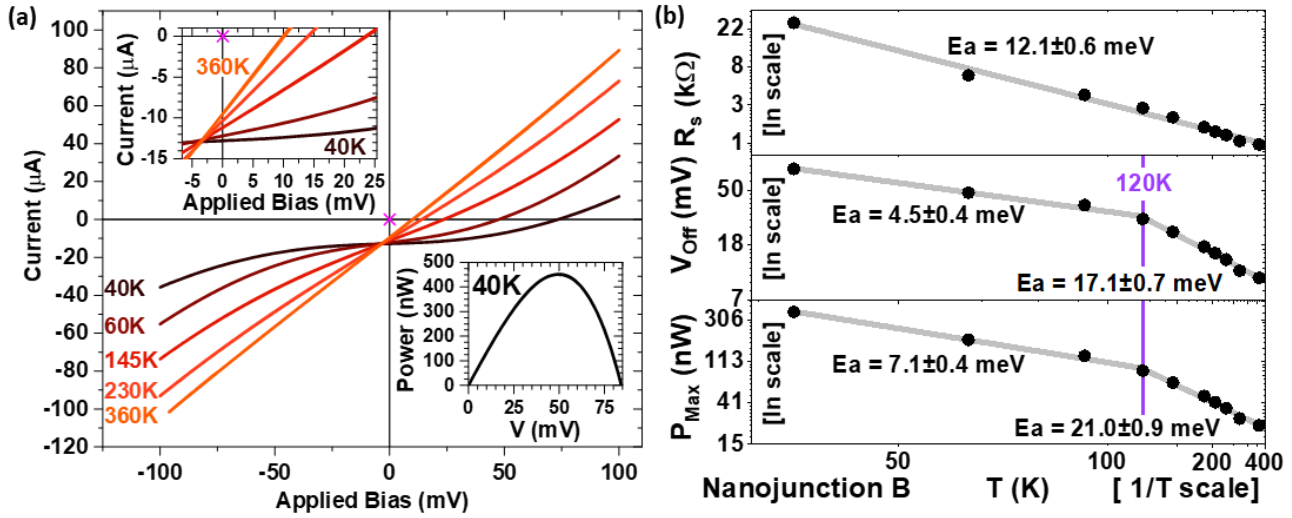 (a)
100
80
60
40
20
0
-20
-40
-60
-80
-100
-120
Current (µA)
-100 -50 0 50 100
Applied Bias (mV)
40K
60K
145K
230K
360K
0
-5
-10
-15
Current (µA)
360K
40K
-5 0 5 10 15 20 25
Applied Bias (mV)
500
400
300
200
100
0
Power (nW)
40K
0 25 50 75
V (mV)
(b)
22
8
3
1
[ln scale] R_S (kΩ)
Ea = 12.1±0.6 meV
50
18
7
[ln scale] V_Off (mV)
120K
Ea = 4.5±0.4 meV
Ea = 17.1±0.7 meV
306
113
41
15
[ln scale] P_Max (nW)
Ea = 7.1±0.4 meV
Ea = 21.0±0.9 meV
50 100 200 400
Nanojunction B T (K) [ 1/T scale]